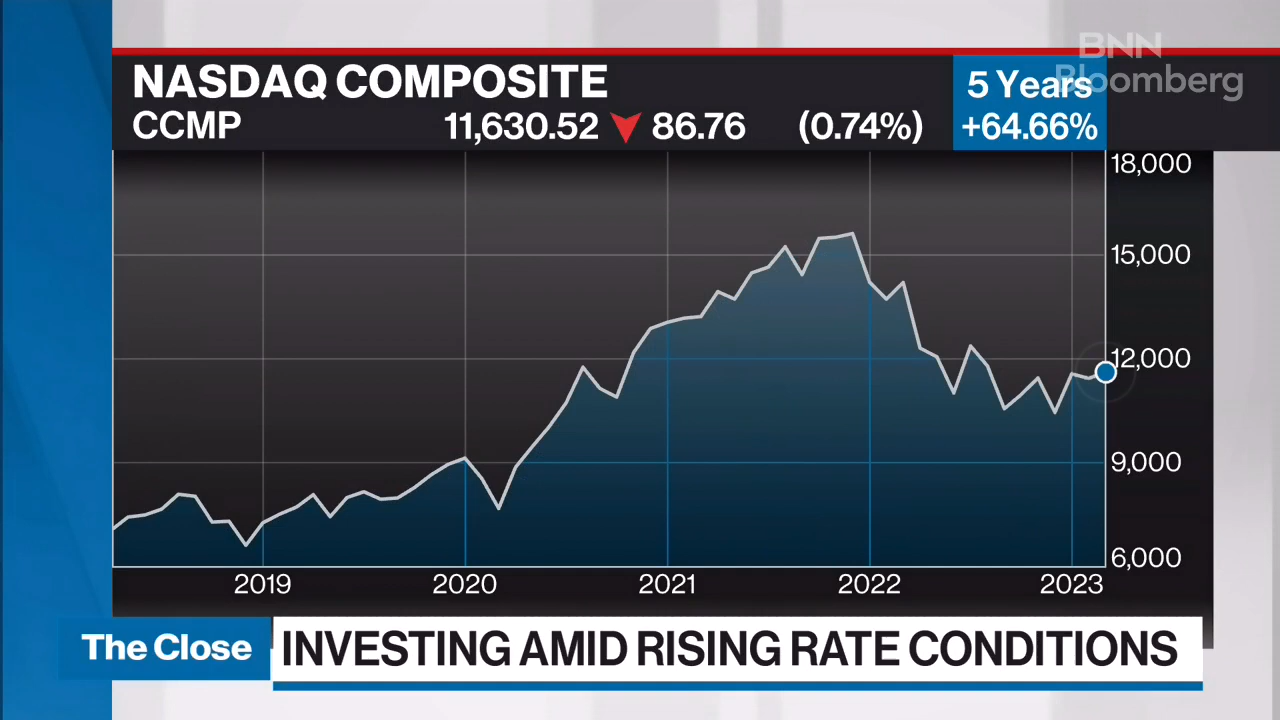 BNN
Bloomberg
NASDAQ COMPOSITE
5 Years
CCMP 11,630.52 ▼ 86.76 (0.74%) +64.66%
18,000
15,000
12,000
9,000
6,000
2019 2020 2021 2022 2023
The Close INVESTING AMID RISING RATE CONDITIONS